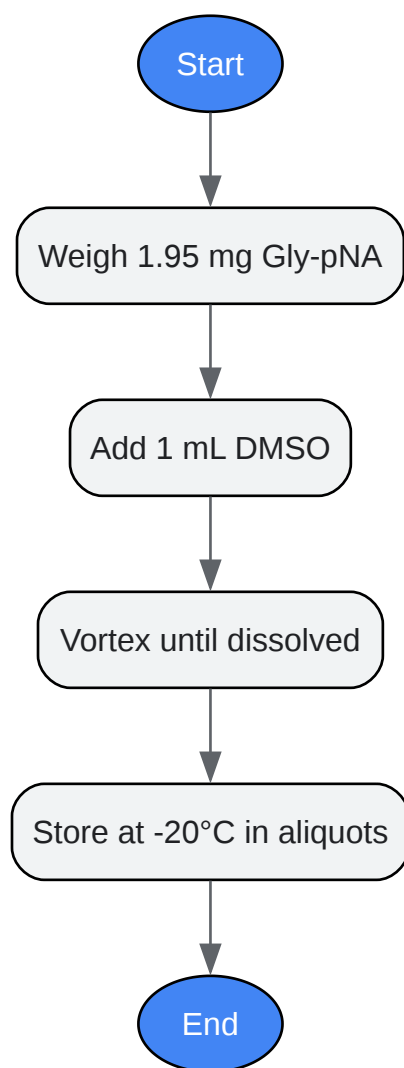 Start
Weigh 1.95 mg Gly-pNA
Add 1 mL DMSO
Vortex until dissolved
Store at -20°C in aliquots
End